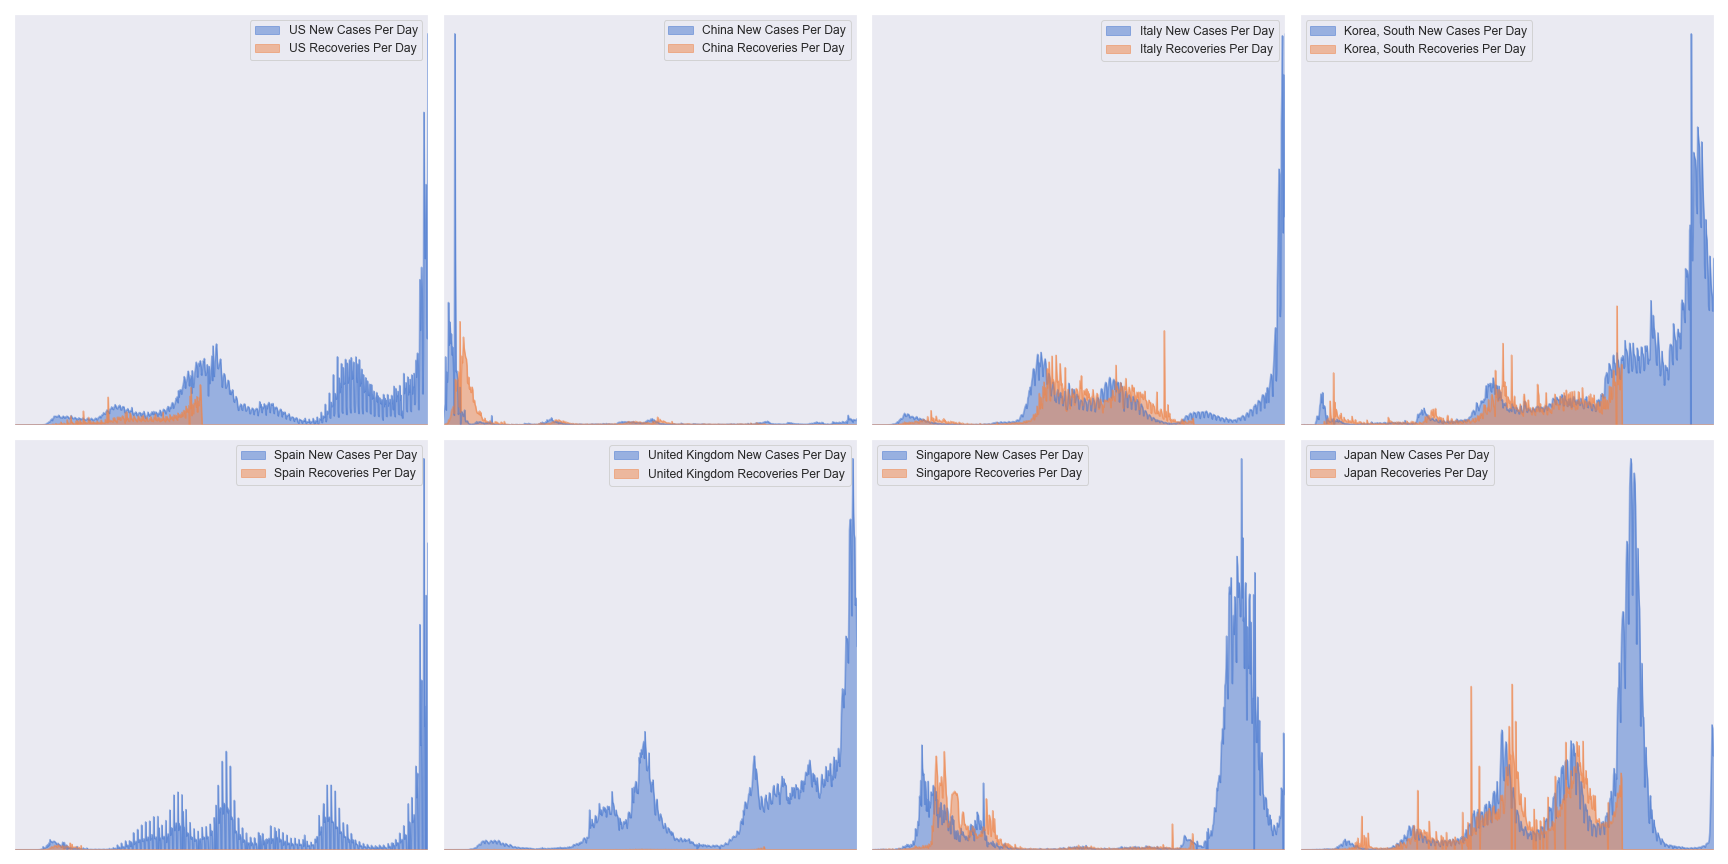 US New Cases Per Day
US Recoveries Per Day
China New Cases Per Day
China Recoveries Per Day
Italy New Cases Per Day
Italy Recoveries Per Day
Korea, South New Cases Per Day
Korea, South Recoveries Per Day
Spain New Cases Per Day
Spain Recoveries Per Day
United Kingdom New Cases Per Day
United Kingdom Recoveries Per Day
Singapore New Cases Per Day
Singapore Recoveries Per Day
Japan New Cases Per Day
Japan Recoveries Per Day